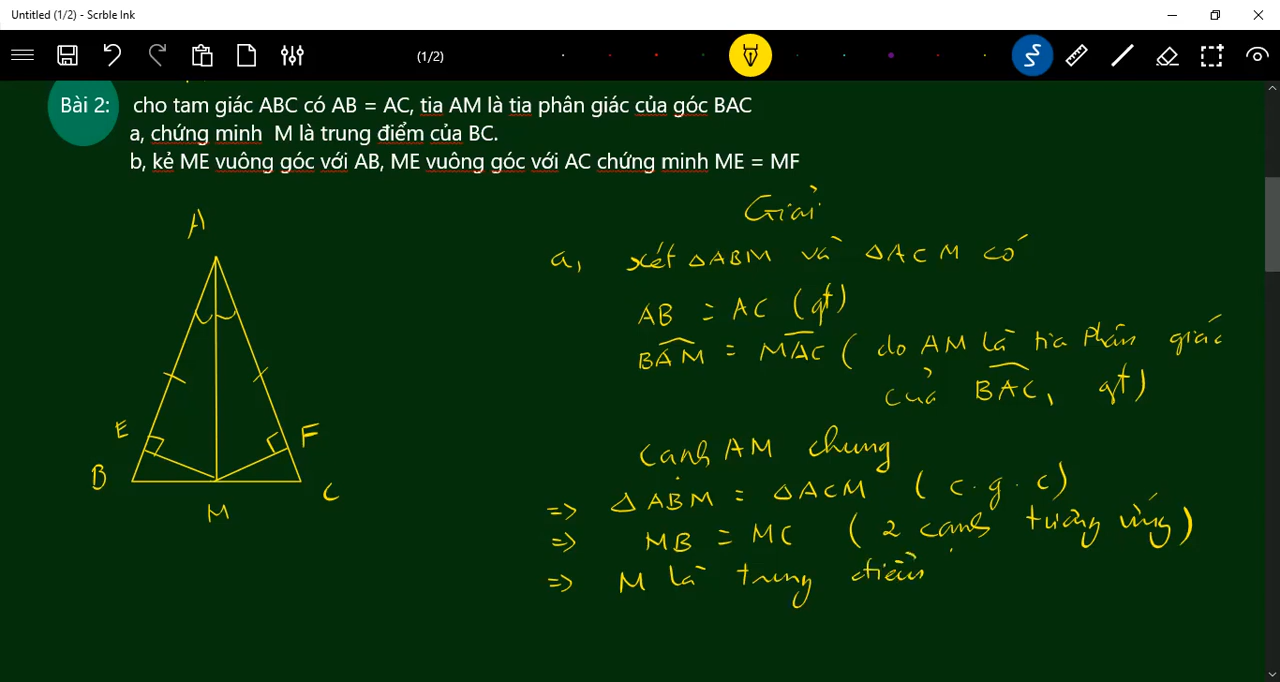 Untitled (1/2) - Scrble Ink
(1/2)
Bài 2: cho tam giác ABC có AB = AC, tia AM là tia phân giác của góc BAC
a, chứng minh M là trung điểm của BC.
b, kẻ ME vuông góc với AB, ME vuông góc với AC chứng minh ME = MF
Giải
a, xét ΔABM và ΔACM có
AB = AC (gt)
BAM = MAC ( do AM là tia phân giác
của BAC, gt)
Cạnh AM chung
=> ΔABM = ΔACM ( c.g.c)
=> MB = MC ( 2 cạnh tương ứng)
=> M là trung điểm
A
E
F
B
C
M